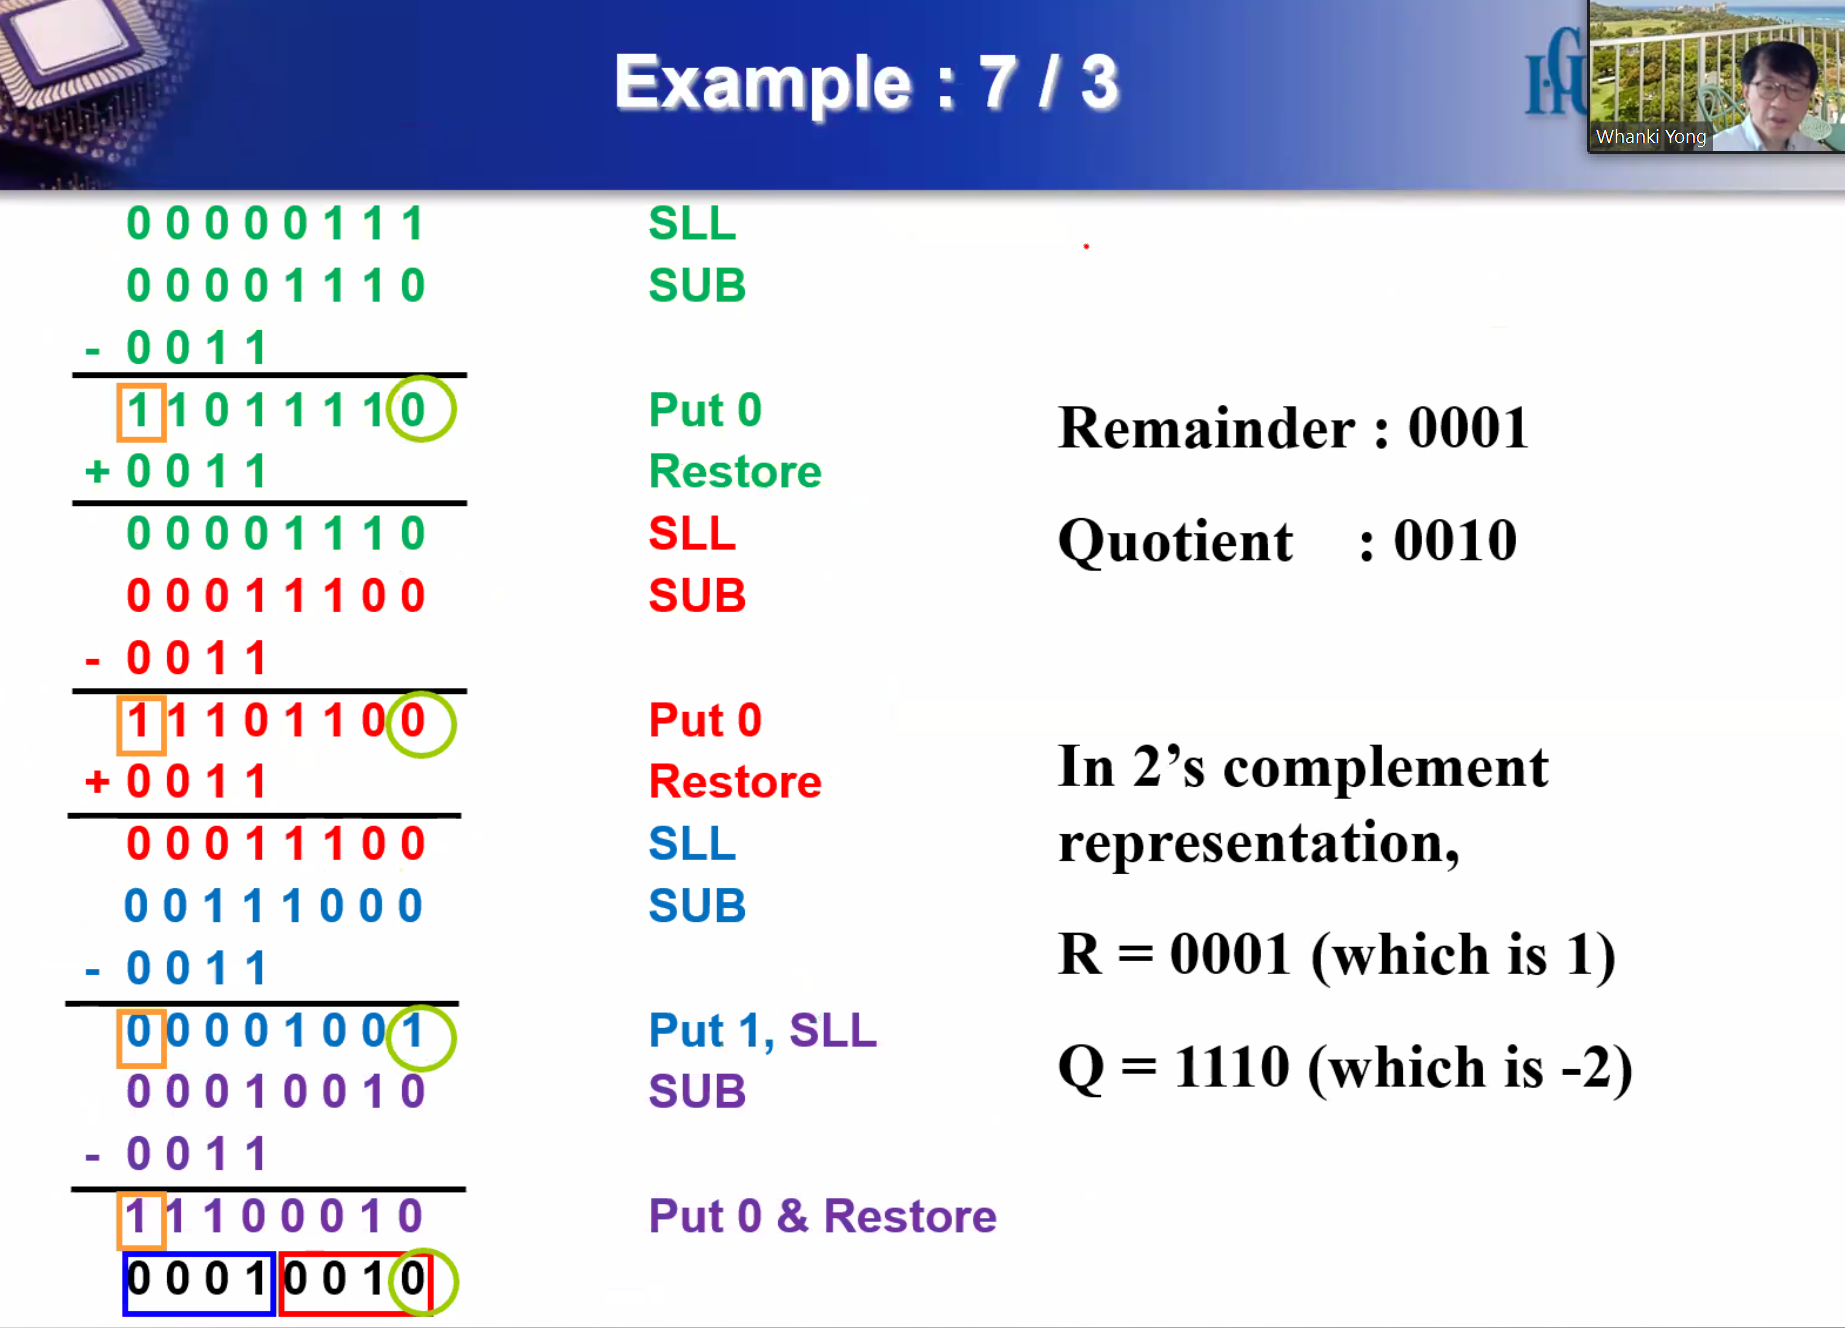 Example : 7 / 3
Whanki Yong
0 0 0 0 0 1 1 1 SLL
0 0 0 0 1 1 1 0 SUB
- 0 0 1 1
1 1 0 1 1 1 1 0 Put 0
+ 0 0 1 1 Restore
0 0 0 0 1 1 1 0 SLL
0 0 0 1 1 1 0 0 SUB
- 0 0 1 1
1 1 1 0 1 1 0 0 Put 0
+ 0 0 1 1 Restore
0 0 0 1 1 1 0 0 SLL
0 0 1 1 1 0 0 0 SUB
- 0 0 1 1
0 0 0 0 1 0 0 1 Put 1, SLL
0 0 0 1 0 0 1 0 SUB
- 0 0 1 1
1 1 1 0 0 0 1 0 Put 0 & Restore
0 0 0 1 0 0 1 0
Remainder : 0001
Quotient : 0010
In 2's complement
representation,
R = 0001 (which is 1)
Q = 1110 (which is -2)